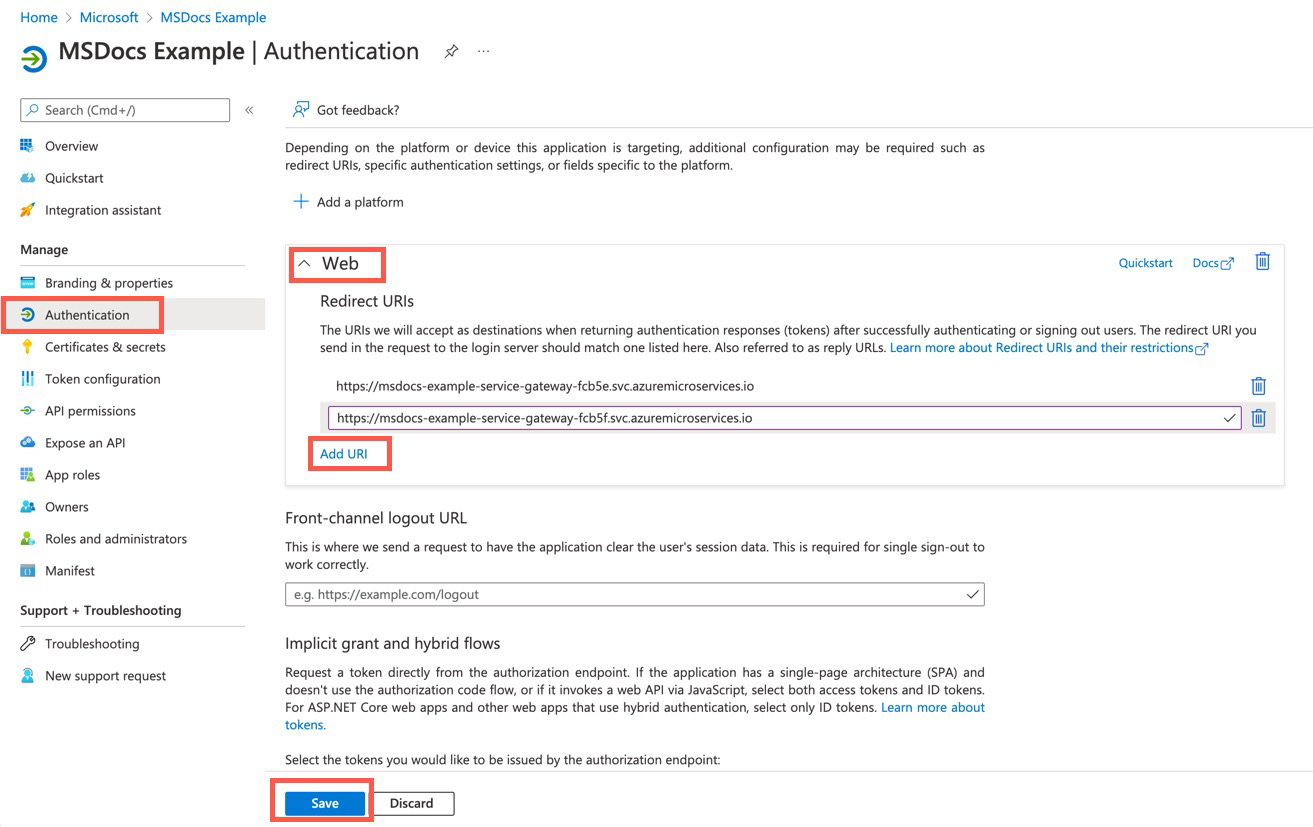 Home > Microsoft > MSDocs Example
MSDocs Example | Authentication
Search (Cmd+/)
Overview
Quickstart
Integration assistant
Manage
Branding & properties
Authentication
Certificates & secrets
Token configuration
API permissions
Expose an API
App roles
Owners
Roles and administrators
Manifest
Support + Troubleshooting
Troubleshooting
New support request
Got feedback?
Depending on the platform or device this application is targeting, additional configuration may be required such as
redirect URIs, specific authentication settings, or fields specific to the platform.
Add a platform
Web
Quickstart Docs
Redirect URIs
The URIs we will accept as destinations when returning authentication responses (tokens) after successfully authenticating or signing out users. The redirect URI you
send in the request to the login server should match one listed here. Also referred to as reply URLs. Learn more about Redirect URIs and their restrictions
https://msdocs-example-service-gateway-fcb5e.svc.azuremicroservices.io
https://msdocs-example-service-gateway-fcb5f.svc.azuremicroservices.io
Add URI
Front-channel logout URL
This is where we send a request to have the application clear the user's session data. This is required for single sign-out to
work correctly.
e.g. https://example.com/logout
Implicit grant and hybrid flows
Request a token directly from the authorization endpoint. If the application has a single-page architecture (SPA) and
doesn't use the authorization code flow, or if it invokes a web API via JavaScript, select both access tokens and ID tokens.
For ASP.NET Core web apps and other web apps that use hybrid authentication, select only ID tokens. Learn more about
tokens.
Select the tokens you would like to be issued by the authorization endpoint:
Save Discard